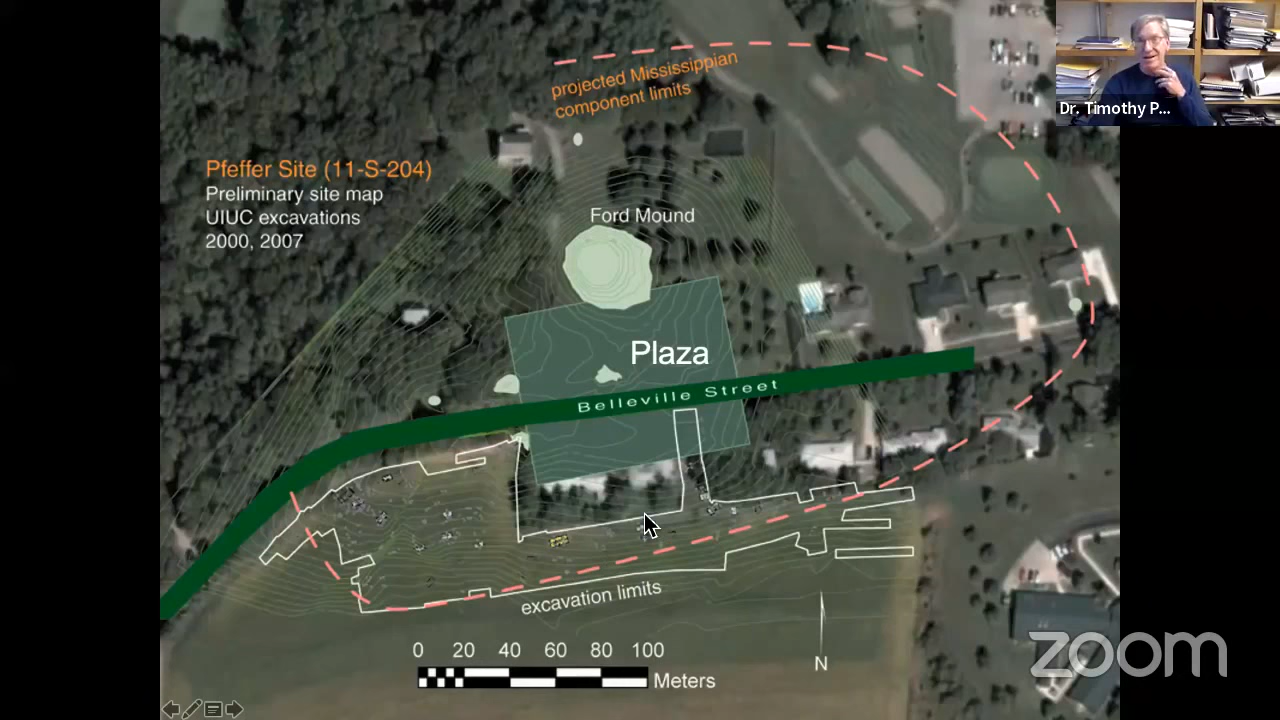 projected Mississippian
component limits
Dr. Timothy P...
Pfeffer Site (11-S-204)
Preliminary site map
UIUC excavations
2000, 2007
Ford Mound
Plaza
Belleville Street
excavation limits
0 20 40 60 80 100
Meters
N
zoom